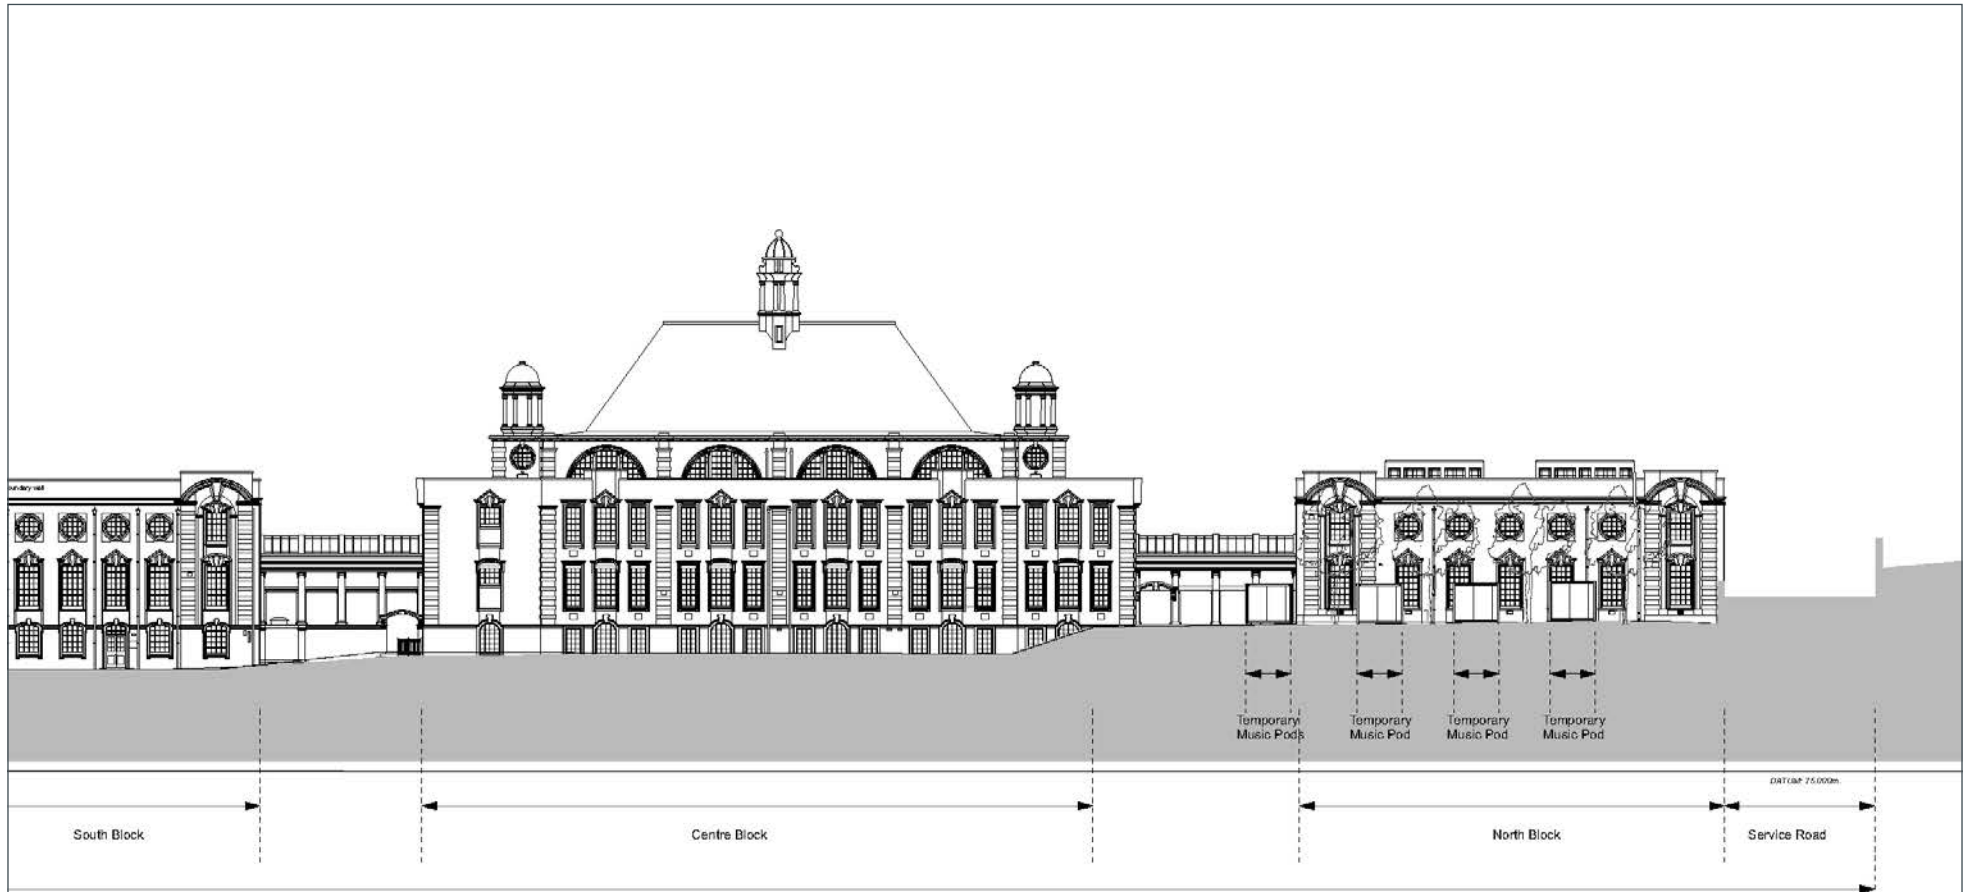 Temporary
Music Pods
Temporary
Music Pod
Temporary
Music Pod
Temporary
Music Pod
South Block
Centre Block
North Block
Service Road